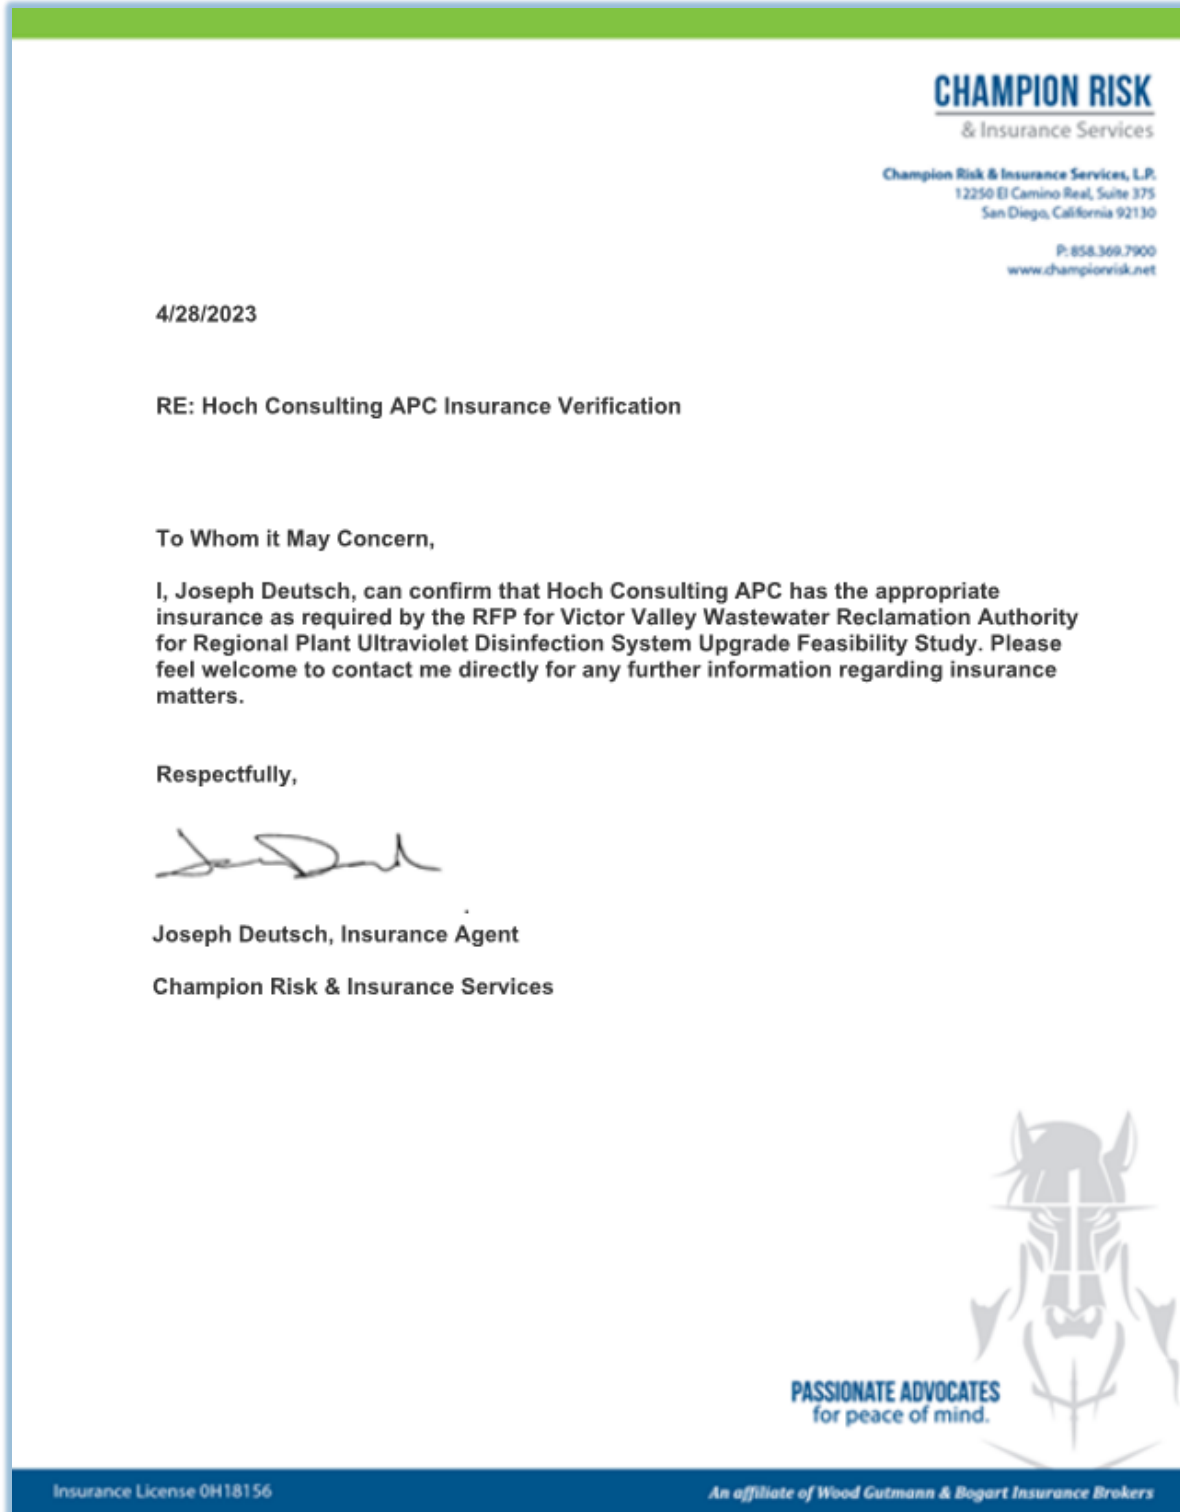 CHAMPION RISK
& Insurance Services
Champion Risk & Insurance Services, L.P.
12250 El Camino Real, Suite 375
San Diego, California 92130
P: 858.369.7900
www.championrisk.net
4/28/2023
RE: Hoch Consulting APC Insurance Verification
To Whom it May Concern,
I, Joseph Deutsch, can confirm that Hoch Consulting APC has the appropriate
insurance as required by the RFP for Victor Valley Wastewater Reclamation Authority
for Regional Plant Ultraviolet Disinfection System Upgrade Feasibility Study. Please
feel welcome to contact me directly for any further information regarding insurance
matters.
Respectfully,
Joseph Deutsch, Insurance Agent
Champion Risk & Insurance Services
PASSIONATE ADVOCATES
for peace of mind.
Insurance License 0H18156
An affiliate of Wood Gutmann & Bogart Insurance Brokers